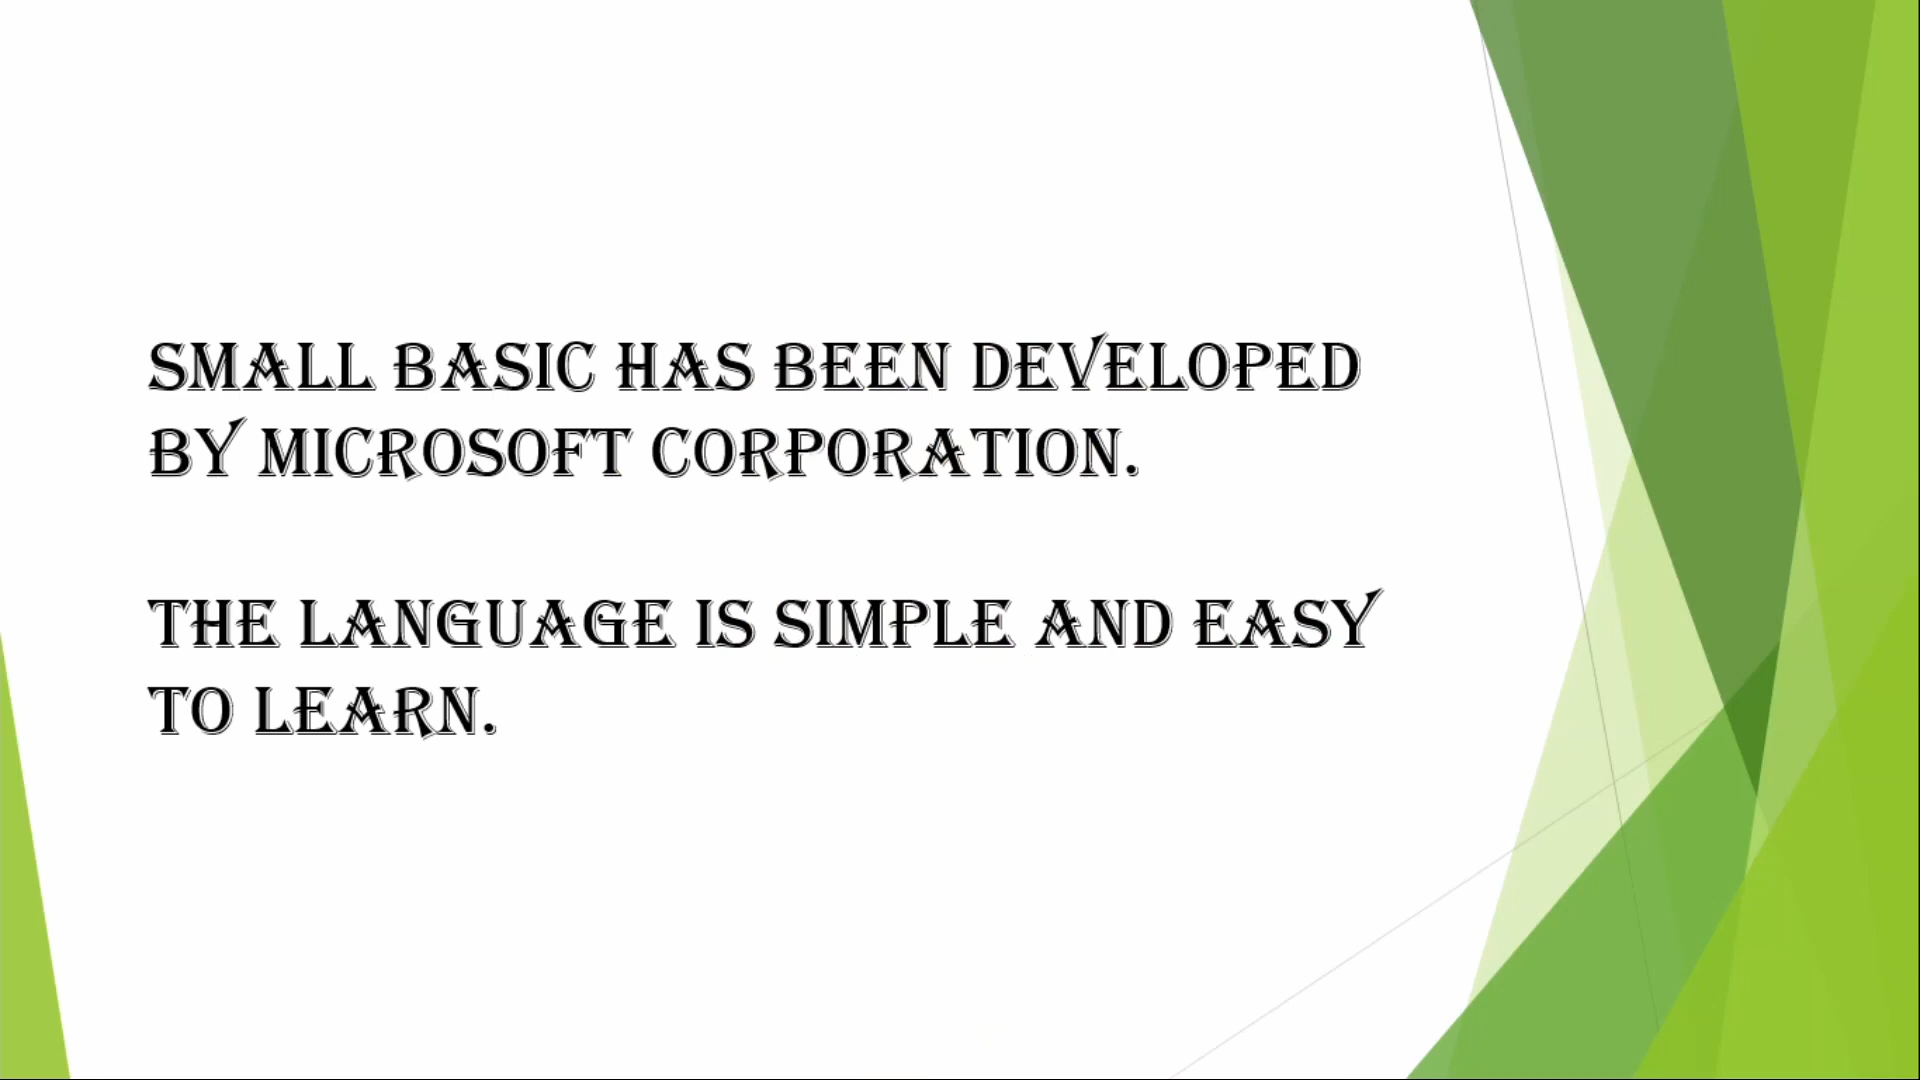 SMALL BASIC HAS BEEN DEVELOPED
BY MICROSOFT CORPORATION.
THE LANGUAGE IS SIMPLE AND EASY
TO LEARN.